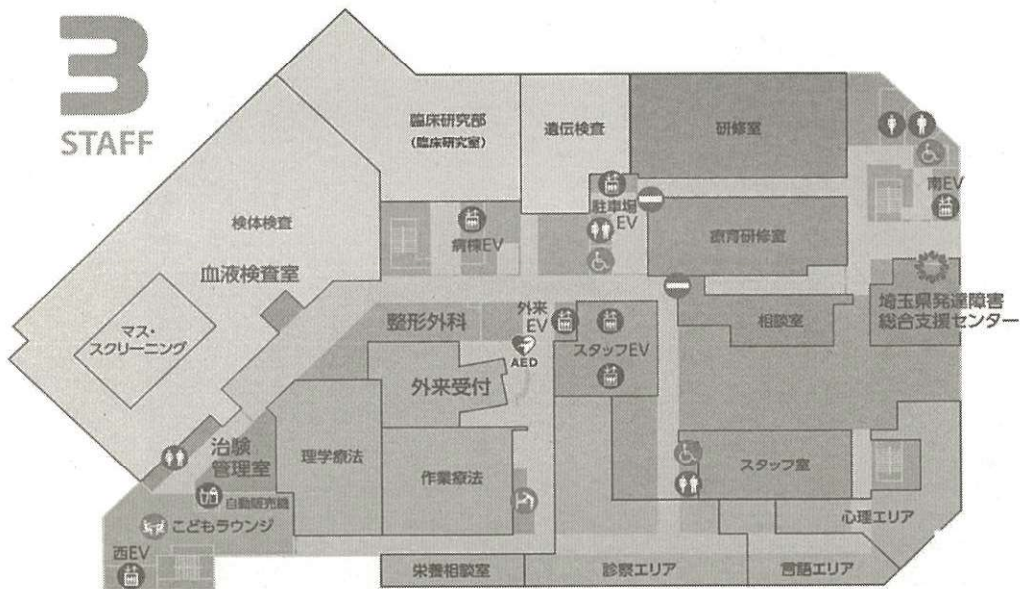 3
STAFF
臨床研究部
(臨床研究室)
遺伝検査
研修室
南EV
検体検査
病棟EV
駐車場
EV
療育研修室
血液検査室
整形外科
外来
EV
相談室
埼玉県発達障害
総合支援センター
マス・
スクリーニング
AED
スタッフEV
外来受付
治験
管理室
理学療法
作業療法
スタッフ室
自動販売機
こどもラウンジ
心理エリア
西EV
栄養相談室
診察エリア
言語エリア